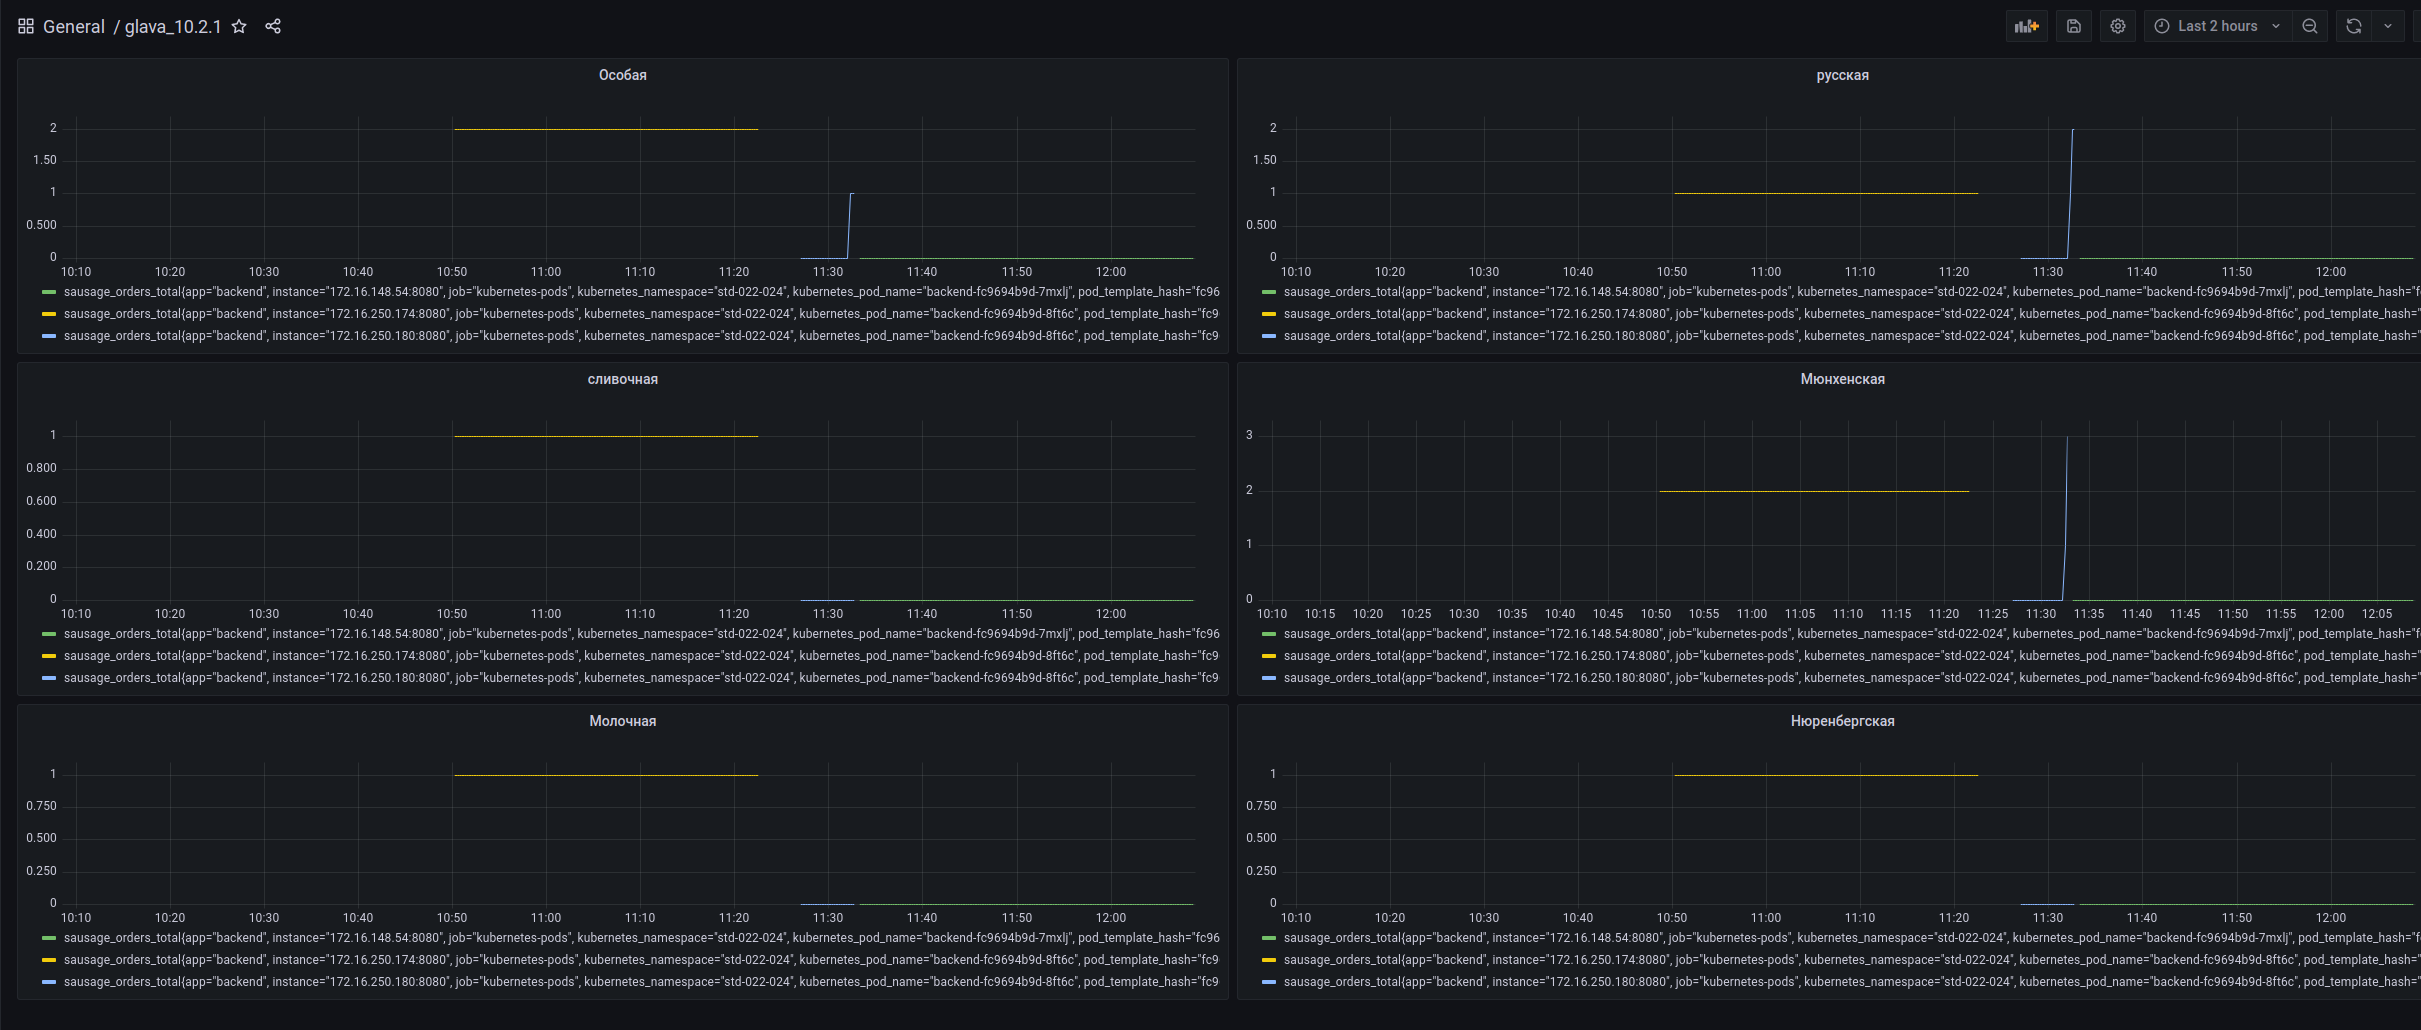 General / glava_10.2.1
Last 2 hours
Особая
2
1.50
1
0.500
0
10:10 10:20 10:30 10:40 10:50 11:00 11:10 11:20 11:30 11:40 11:50 12:00
sausage_orders_total{app="backend", instance="172.16.148.54:8080", job="kubernetes-pods", kubernetes_namespace="std-022-024", kubernetes_pod_name="backend-fc9694b9d-7mxlj", pod_template_hash="fc96
sausage_orders_total{app="backend", instance="172.16.250.174:8080", job="kubernetes-pods", kubernetes_namespace="std-022-024", kubernetes_pod_name="backend-fc9694b9d-8ft6c", pod_template_hash="fc9
sausage_orders_total{app="backend", instance="172.16.250.180:8080", job="kubernetes-pods", kubernetes_namespace="std-022-024", kubernetes_pod_name="backend-fc9694b9d-8ft6c", pod_template_hash="fc9
русская
2
1.50
1
0.500
0
10:10 10:20 10:30 10:40 10:50 11:00 11:10 11:20 11:30 11:40 11:50 12:00
sausage_orders_total{app="backend", instance="172.16.148.54:8080", job="kubernetes-pods", kubernetes_namespace="std-022-024", kubernetes_pod_name="backend-fc9694b9d-7mxlj", pod_template_hash="f
sausage_orders_total{app="backend", instance="172.16.250.174:8080", job="kubernetes-pods", kubernetes_namespace="std-022-024", kubernetes_pod_name="backend-fc9694b9d-8ft6c", pod_template_hash="
sausage_orders_total{app="backend", instance="172.16.250.180:8080", job="kubernetes-pods", kubernetes_namespace="std-022-024", kubernetes_pod_name="backend-fc9694b9d-8ft6c", pod_template_hash="
сливочная
1
0.800
0.600
0.400
0.200
0
10:10 10:20 10:30 10:40 10:50 11:00 11:10 11:20 11:30 11:40 11:50 12:00
sausage_orders_total{app="backend", instance="172.16.148.54:8080", job="kubernetes-pods", kubernetes_namespace="std-022-024", kubernetes_pod_name="backend-fc9694b9d-7mxlj", pod_template_hash="fc96
sausage_orders_total{app="backend", instance="172.16.250.174:8080", job="kubernetes-pods", kubernetes_namespace="std-022-024", kubernetes_pod_name="backend-fc9694b9d-8ft6c", pod_template_hash="fc9
sausage_orders_total{app="backend", instance="172.16.250.180:8080", job="kubernetes-pods", kubernetes_namespace="std-022-024", kubernetes_pod_name="backend-fc9694b9d-8ft6c", pod_template_hash="fc9
Мюнхенская
3
2
1
0
10:10 10:15 10:20 10:25 10:30 10:35 10:40 10:45 10:50 10:55 11:00 11:05 11:10 11:15 11:20 11:25 11:30 11:35 11:40 11:45 11:50 11:55 12:00 12:05
sausage_orders_total{app="backend", instance="172.16.148.54:8080", job="kubernetes-pods", kubernetes_namespace="std-022-024", kubernetes_pod_name="backend-fc9694b9d-7mxlj", pod_template_hash="f
sausage_orders_total{app="backend", instance="172.16.250.174:8080", job="kubernetes-pods", kubernetes_namespace="std-022-024", kubernetes_pod_name="backend-fc9694b9d-8ft6c", pod_template_hash="
sausage_orders_total{app="backend", instance="172.16.250.180:8080", job="kubernetes-pods", kubernetes_namespace="std-022-024", kubernetes_pod_name="backend-fc9694b9d-8ft6c", pod_template_hash="
Молочная
1
0.750
0.500
0.250
0
10:10 10:20 10:30 10:40 10:50 11:00 11:10 11:20 11:30 11:40 11:50 12:00
sausage_orders_total{app="backend", instance="172.16.148.54:8080", job="kubernetes-pods", kubernetes_namespace="std-022-024", kubernetes_pod_name="backend-fc9694b9d-7mxlj", pod_template_hash="fc96
sausage_orders_total{app="backend", instance="172.16.250.174:8080", job="kubernetes-pods", kubernetes_namespace="std-022-024", kubernetes_pod_name="backend-fc9694b9d-8ft6c", pod_template_hash="fc9
sausage_orders_total{app="backend", instance="172.16.250.180:8080", job="kubernetes-pods", kubernetes_namespace="std-022-024", kubernetes_pod_name="backend-fc9694b9d-8ft6c", pod_template_hash="fc9
Нюренбергская
1
0.750
0.500
0.250
0
10:10 10:20 10:30 10:40 10:50 11:00 11:10 11:20 11:30 11:40 11:50 12:00
sausage_orders_total{app="backend", instance="172.16.148.54:8080", job="kubernetes-pods", kubernetes_namespace="std-022-024", kubernetes_pod_name="backend-fc9694b9d-7mxlj", pod_template_hash="f
sausage_orders_total{app="backend", instance="172.16.250.174:8080", job="kubernetes-pods", kubernetes_namespace="std-022-024", kubernetes_pod_name="backend-fc9694b9d-8ft6c", pod_template_hash="
sausage_orders_total{app="backend", instance="172.16.250.180:8080", job="kubernetes-pods", kubernetes_namespace="std-022-024", kubernetes_pod_name="backend-fc9694b9d-8ft6c", pod_template_hash="